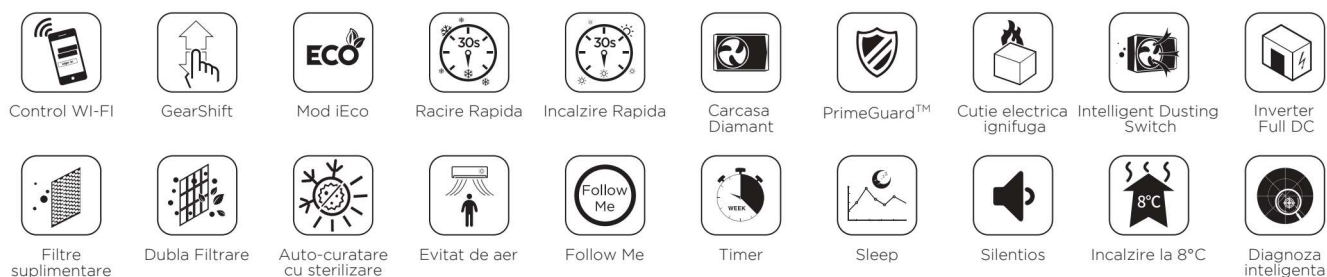 ECO
30s
30s
Control WI-FI
GearShift
Mod iEco
Racire Rapida
Incalzire Rapida
Carcasa
Diamant
PrimeGuard™
Cutie electrica
ignifuga
Intelligent Dusting
Switch
Inverter
Full DC
Follow
Me
WEEK
8°C
Filtre
suplimentare
Dubla Filtrare
Auto-curatare
cu sterilizare
Evitat de aer
Follow Me
Timer
Sleep
Silentios
Incalzire la 8°C
Diagnoza
inteligenta